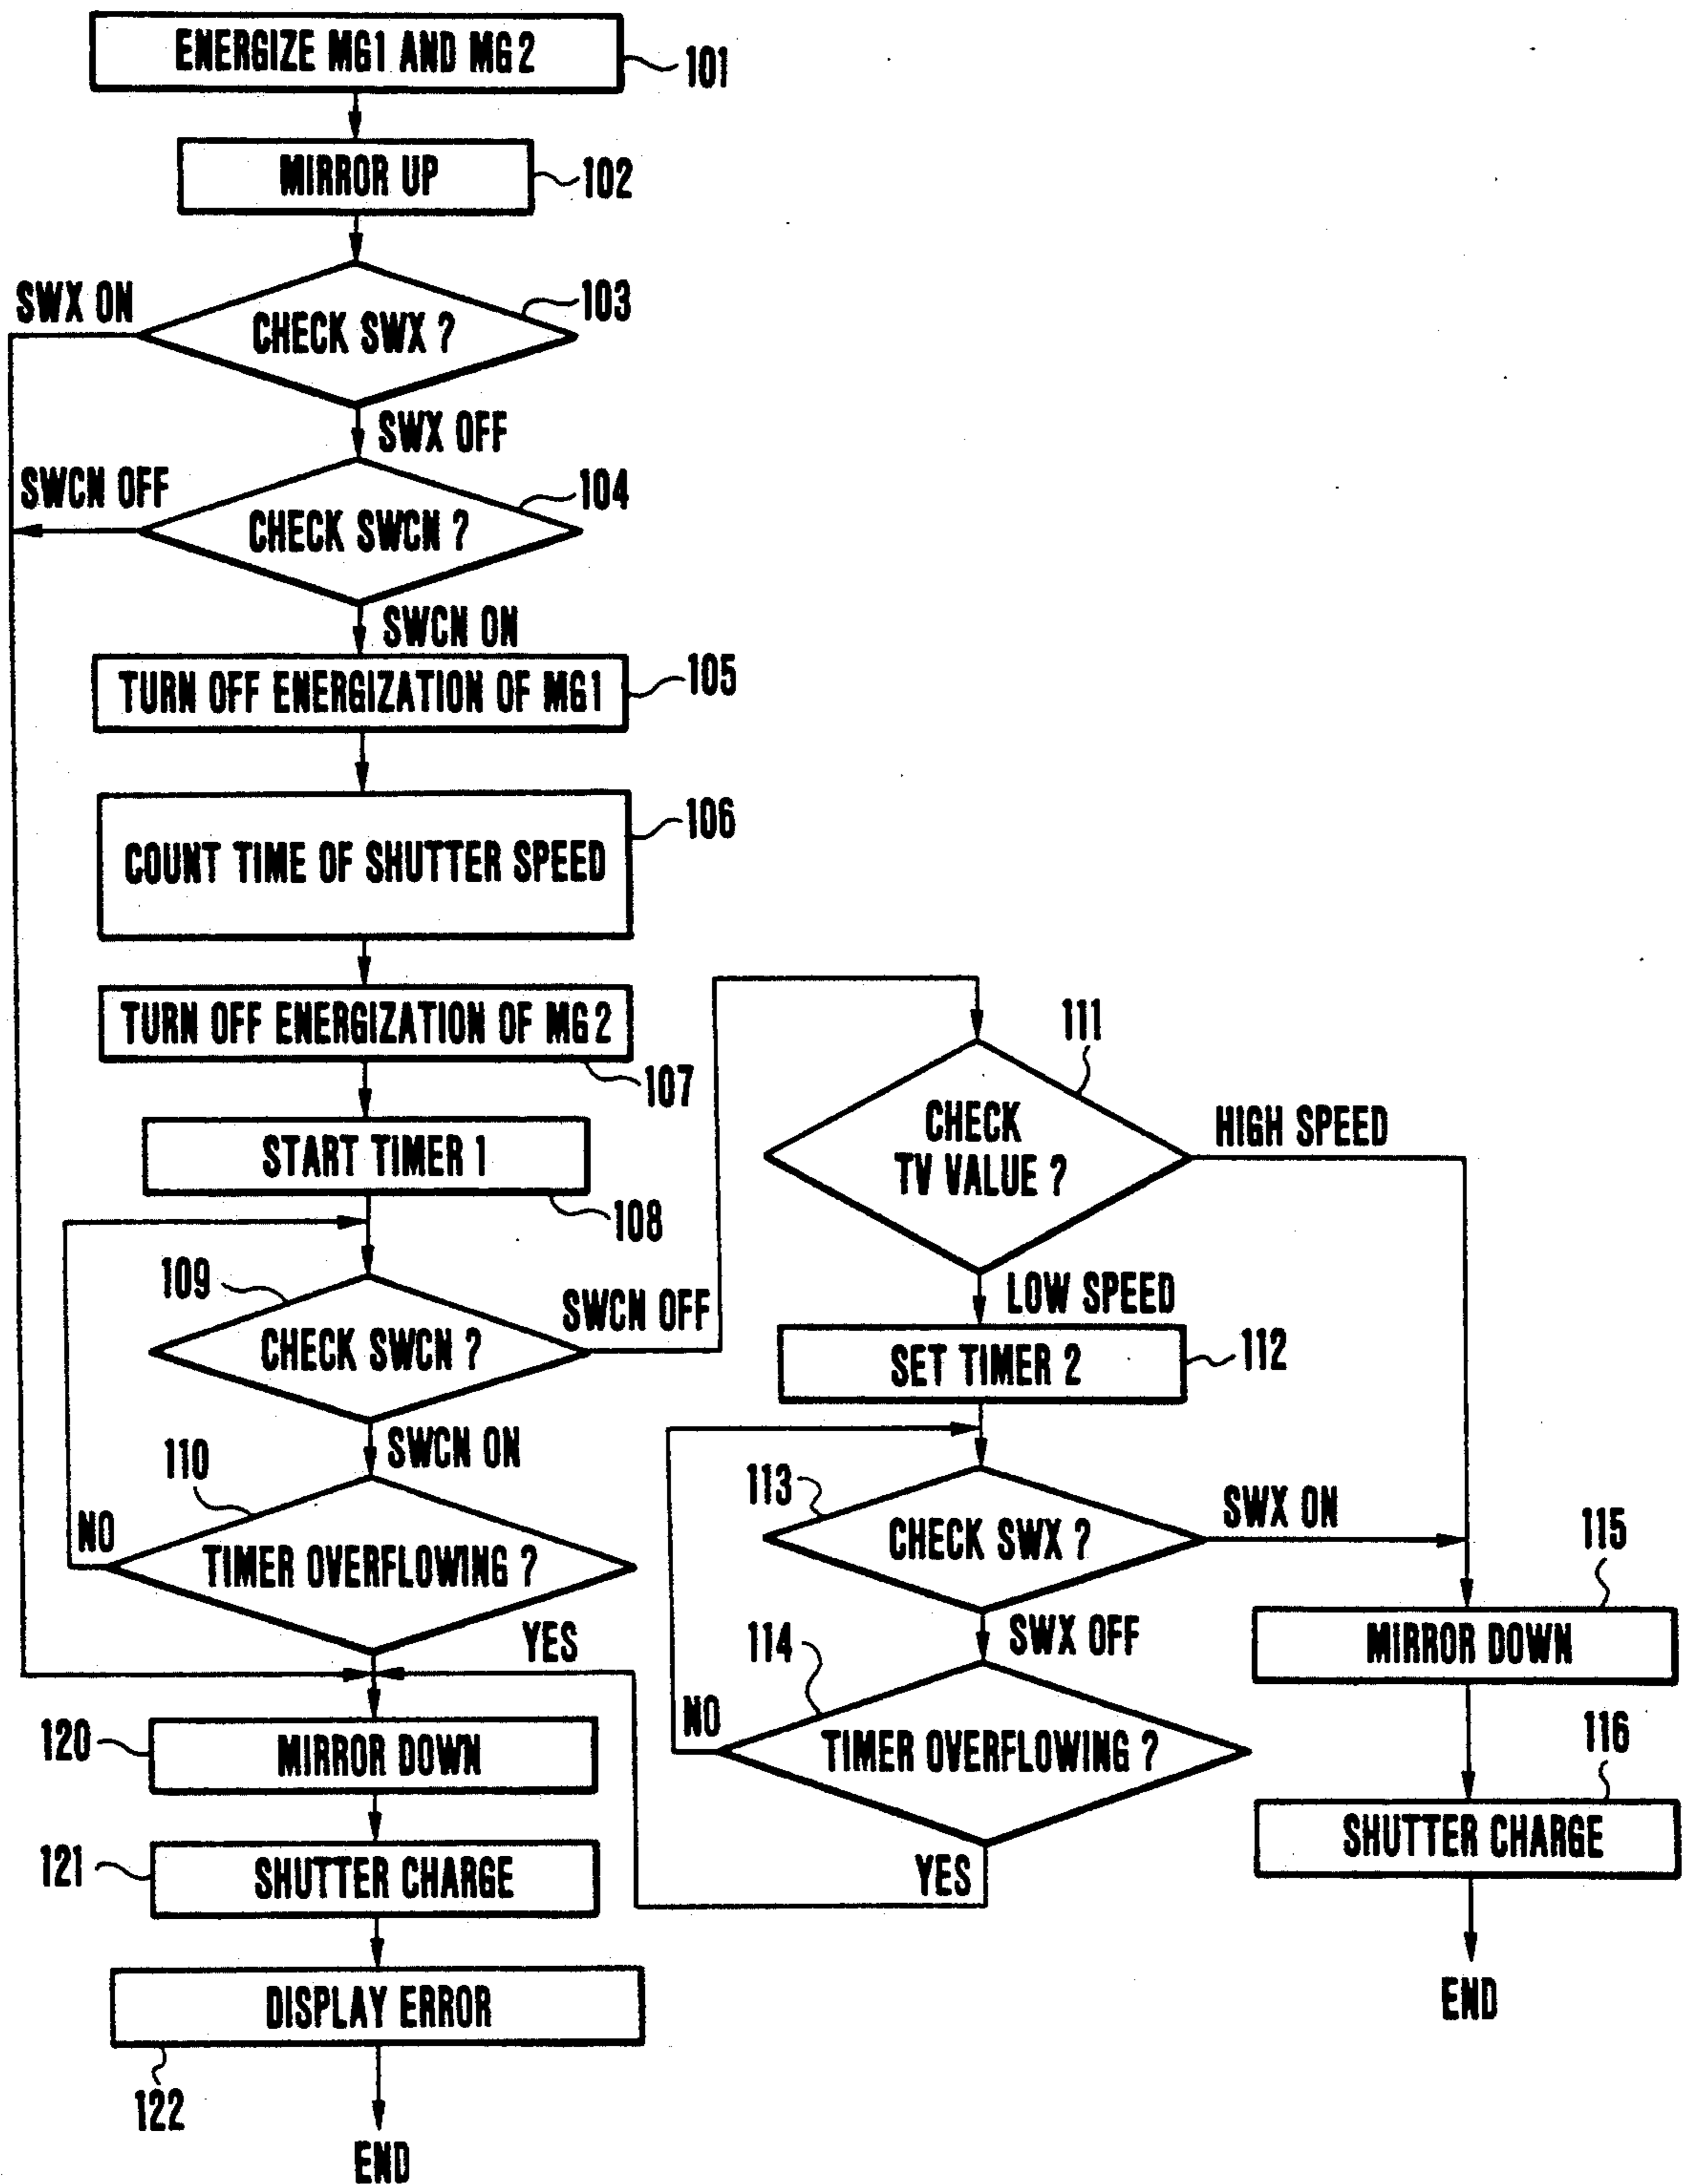 ENERGIZE MG1 AND MG2
101
MIRROR UP
102
SWX ON
CHECK SWX ?
103
SWX OFF
SWCN OFF
CHECK SWCN ?
104
SWCN ON
TURN OFF ENERGIZATION OF MG1
105
COUNT TIME OF SHUTTER SPEED
106
TURN OFF ENERGIZATION OF MG2
107
START TIMER 1
108
109
CHECK SWCN ?
SWCN OFF
SWCN ON
110
NO
TIMER OVERFLOWING ?
YES
120
MIRROR DOWN
121
SHUTTER CHARGE
DISPLAY ERROR
122
END
111
CHECK
TV VALUE ?
HIGH SPEED
LOW SPEED
SET TIMER 2
112
113
CHECK SWX ?
SWX ON
SWX OFF
114
NO
TIMER OVERFLOWING ?
YES
115
MIRROR DOWN
116
SHUTTER CHARGE
END